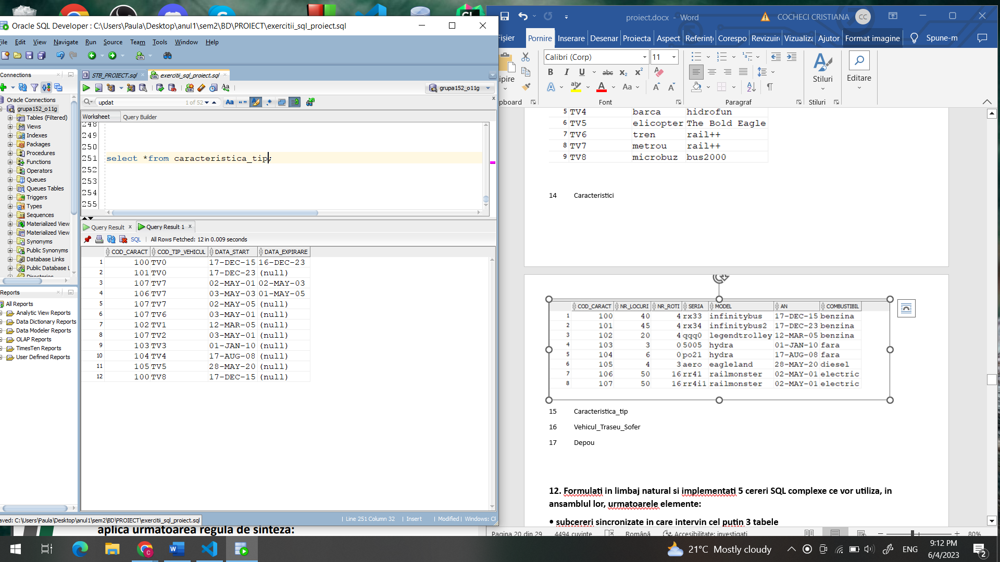 Oracle SQL Developer : C:\Users\Paula\Desktop\anul1\sem2\BD\PROIECT\exercitii_sql_proiect.sql
File Edit View Navigate Run Source Team Tools Window Help
Connections
Oracle Connections
grupa152_o11g
Tables (Filtered)
Views
Indexes
Packages
Procedures
Functions
Operators
Queues
Queues Tables
Triggers
Types
Sequences
Materialized View
Materialized View
Synonyms
Public Synonyms
Database Links
Public Database L
Directories
Reports
All Reports
Analytic View Reports
Data Dictionary Reports
Data Modeler Reports
OLAP Reports
TimesTen Reports
User Defined Reports
STB_PROIECT.sql
exercitii_sql_proiect.sql
grupa152_o11g
updat 1 of 52
Worksheet Query Builder
248
249
250
251 select *from caracteristica_tip;
252
253
254
255
Query Result x Query Result 1 x
SQL | All Rows Fetched: 12 in 0.009 seconds
COD_CARACT COD_TIP_VEHICUL DATA_START DATA_EXPIRARE
1 100 TV0 17-DEC-15 16-DEC-23
2 101 TV0 17-DEC-23 (null)
3 107 TV7 02-MAY-01 02-MAY-03
4 106 TV7 03-MAY-03 01-MAY-05
5 107 TV7 02-MAY-05 (null)
6 107 TV6 03-MAY-01 (null)
7 102 TV1 12-MAR-05 (null)
8 107 TV2 03-MAY-01 (null)
9 103 TV3 01-JAN-10 (null)
10 104 TV4 17-AUG-08 (null)
11 105 TV5 28-MAY-20 (null)
12 100 TV8 17-DEC-15 (null)
aved: C:\Users\Paula\Desktop\anul1\sem2\BD\PROIECT\exercitii_sql_proiect.sql
| Line 251 Column 32 | Insert | Modified | Windows: CF
aplica urmatoarea regula de sinteza:
proiect.docx - Word
COCHECI CRISTIANA CC
Fișier Pornire Inserare Desenar Proiecta Aspect Referinț Corespo Revizuir Vizualiza Ajutor Format imagine Spune-m
Calibri (Corp) 11
B I U abc x₂ x²
A ab A Aa A A
ipire
pboard Font Paragraf Stiluri
Stiluri Editare
5 TV4 barca hidrofun
6 TV5 elicopter The Bold Eagle
7 TV6 tren rail++
8 TV7 metrou rail++
9 TV8 microbuz bus2000
14 Caracteristici
COD_CARACT NR_LOCURI NR_ROTI SERIA MODEL AN COMBUSTIBIL
1 100 40 4 rx33 infinitybus 17-DEC-15 benzina
2 101 45 4 rx34 infinitybus2 17-DEC-23 benzina
3 102 20 4 qqq0 legendtrolley 12-MAR-05 benzina
4 103 3 0 5005 hydra 01-JAN-10 fara
5 104 6 0 po21 hydra 17-AUG-08 fara
6 105 4 3 aero eagleland 28-MAY-20 diesel
7 106 50 16 rr41 railmonster 02-MAY-01 electric
8 107 50 16 rr4i1 railmonster 02-MAY-01 electric
15 Caracteristica_tip
16 Vehicul_Traseu_Sofer
17 Depou
12. Formulati in limbaj natural si implementati 5 cereri SQL complexe ce vor utiliza, in
ansamblul lor, urmatoarele elemente:
• subcereri sincronizate in care intervin cel putin 3 tabele
Pagina 20 din 29 4494 cuvinte Română Accesibilitate: investigați 80%
21°C Mostly cloudy
ENG
9:12 PM
6/4/2023
2